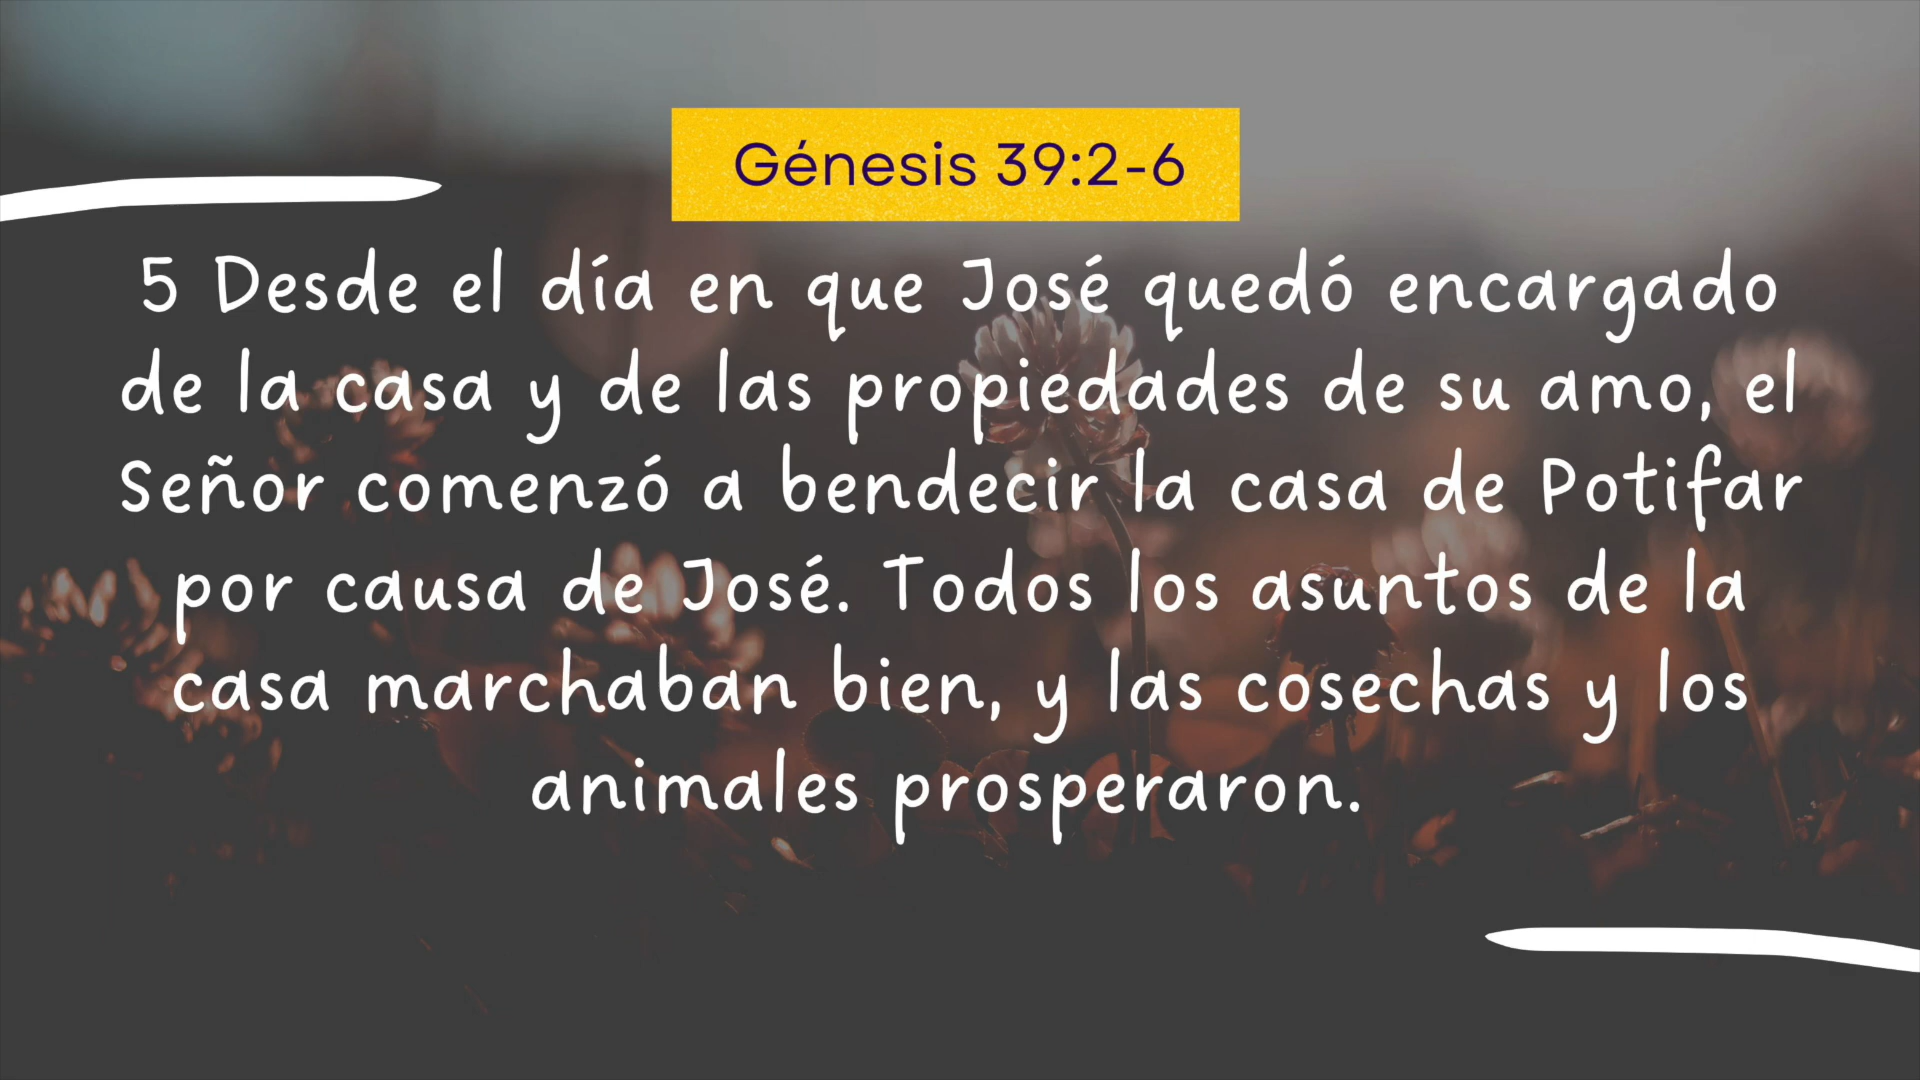 Génesis 39:2-6
5 Desde el día en que José quedó encargado
de la casa y de las propiedades de su amo, el
Señor comenzó a bendecir la casa de Potifar
por causa de José. Todos los asuntos de la
casa marchaban bien, y las cosechas y los
animales prosperaron.